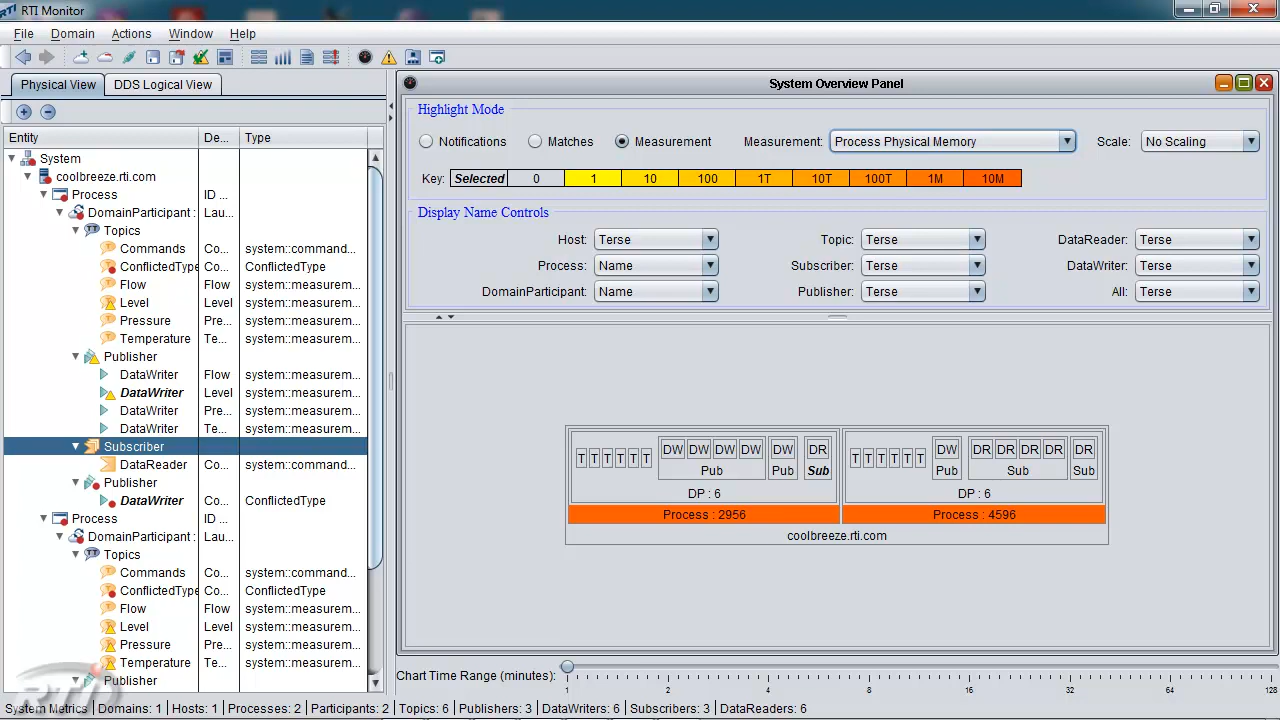 RTI Monitor
File Domain Actions Window Help
Physical View DDS Logical View
Entity De... Type
System
coolbreeze.rti.com
Process ID ...
DomainParticipant : Lau...
Topics
Commands Co... system::command...
ConflictedType Co... ConflictedType
Flow Flow system::measurem...
Level Level system::measurem...
Pressure Pre... system::measurem...
Temperature Te... system::measurem...
Publisher
DataWriter Flow system::measurem...
DataWriter Level system::measurem...
DataWriter Pre... system::measurem...
DataWriter Te... system::measurem...
Subscriber
DataReader Co... system::command...
Publisher
DataWriter Co... ConflictedType
Process ID ...
DomainParticipant : Lau...
Topics
Commands Co... system::command...
ConflictedType Co... ConflictedType
Flow Flow system::measurem...
Level Level system::measurem...
Pressure Pre... system::measurem...
Temperature Te... system::measurem...
Publisher
System Overview Panel
Highlight Mode
Notifications Matches Measurement Measurement: Process Physical Memory Scale: No Scaling
Key: Selected 0 1 10 100 1T 10T 100T 1M 10M
Display Name Controls
Host: Terse Topic: Terse DataReader: Terse
Process: Name Subscriber: Terse DataWriter: Terse
DomainParticipant: Name Publisher: Terse All: Terse
T T T T T T DW DW DW DW DW DR T T T T T T DW DR DR DR DR DR
Pub Pub Sub Pub Sub Sub
DP : 6 DP : 6
Process : 2956 Process : 4596
coolbreeze.rti.com
Chart Time Range (minutes):
1 2 4 8 16 32 64 128
RTI
System Metrics Domains: 1 Hosts: 1 Processes: 2 Participants: 2 Topics: 6 Publishers: 3 DataWriters: 6 Subscribers: 3 DataReaders: 6